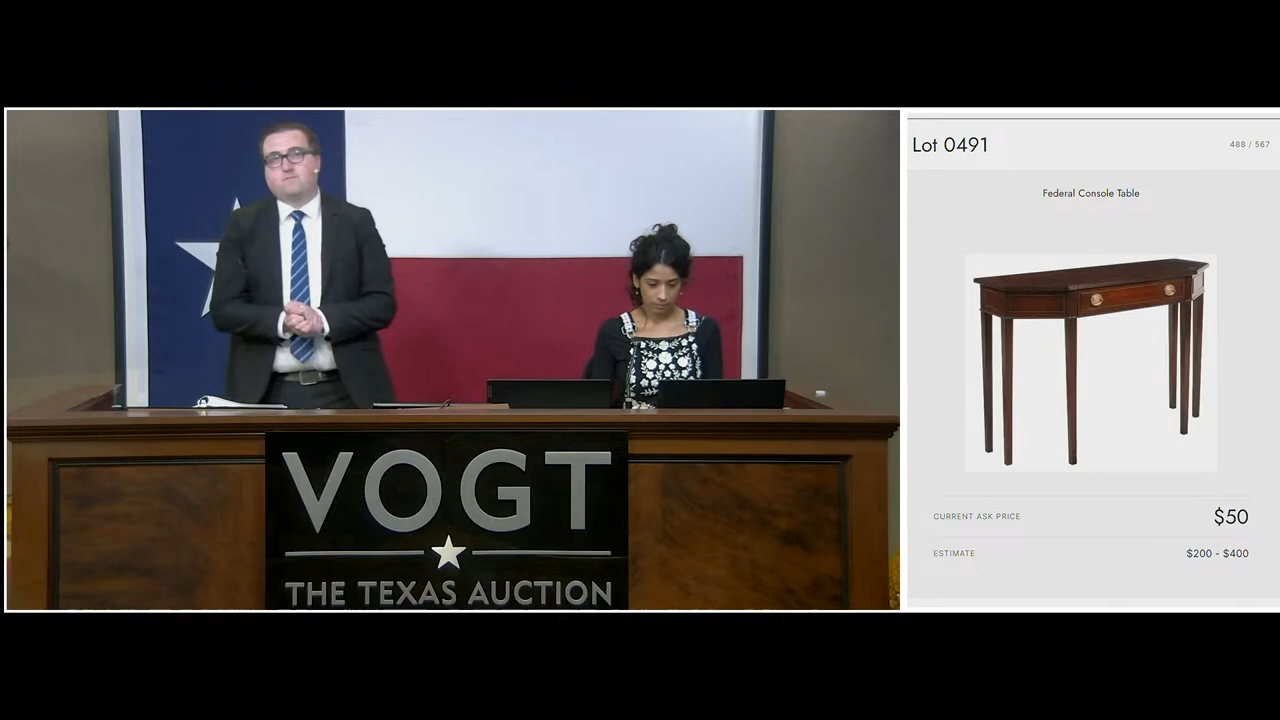 VOGT
THE TEXAS AUCTION
Lot 0491
488 / 567
Federal Console Table
CURRENT ASK PRICE
$50
ESTIMATE
$200 - $400